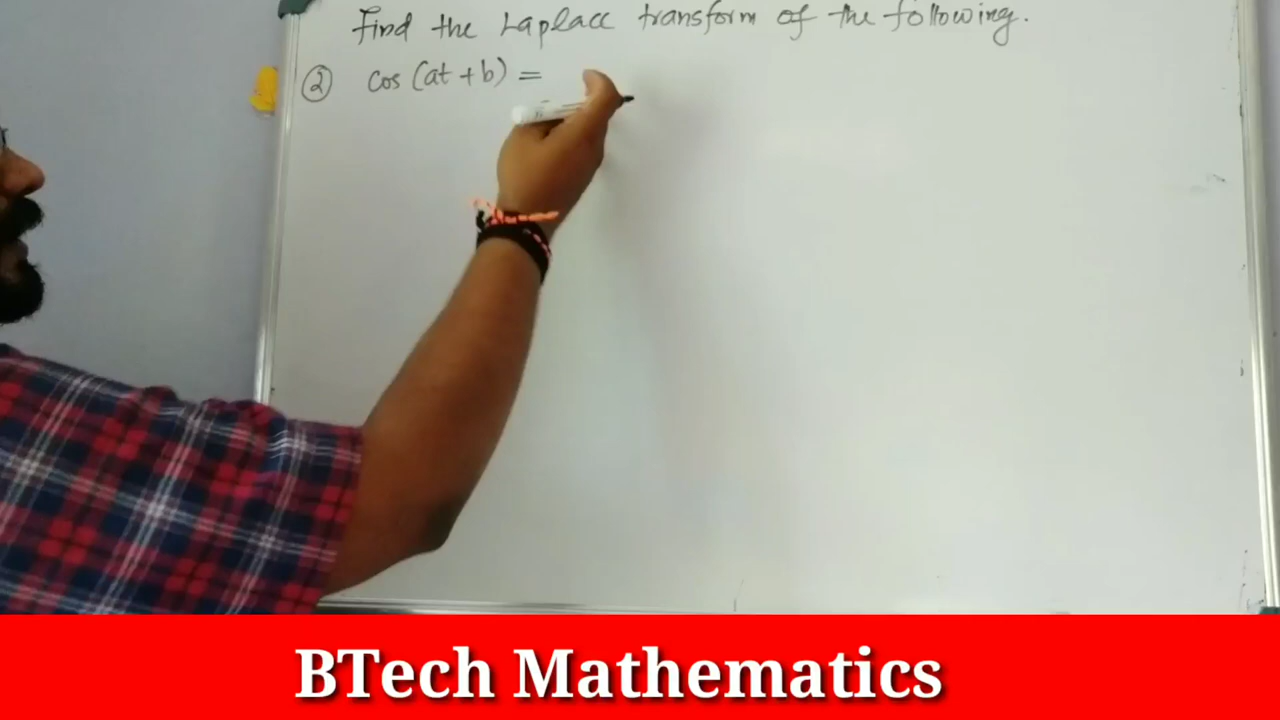 Find the Laplace transform of the following.
② cos (at + b) =
BTech Mathematics